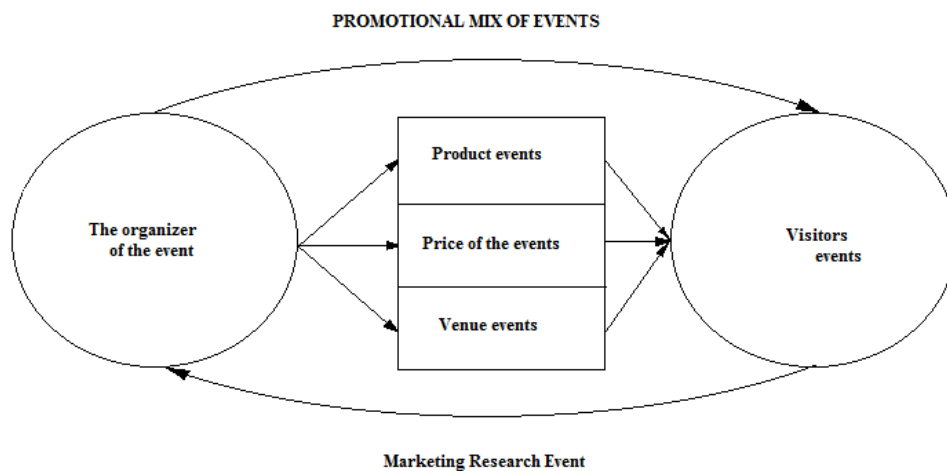 PROMOTIONAL MIX OF EVENTS
Product events
The organizer
of the event
Price of the events
Visitors
events
Venue events
Marketing Research Event